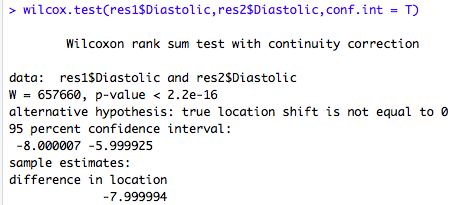 > wilcox.test(res1$Diastolic,res2$Diastolic,conf.int = T)
Wilcoxon rank sum test with continuity correction
data:  res1$Diastolic and res2$Diastolic
W = 657660, p-value < 2.2e-16
alternative hypothesis: true location shift is not equal to 0
95 percent confidence interval:
-8.000007 -5.999925
sample estimates:
difference in location
-7.999994